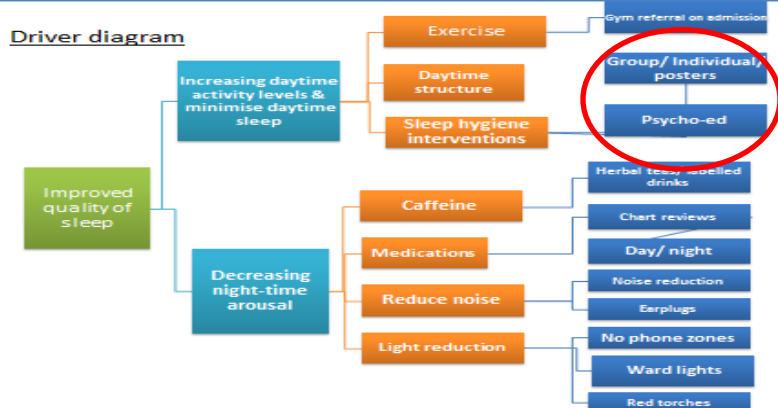 Driver diagram
Improved
quality of
sleep
Increasing daytime
activity levels &
minimise daytime
sleep
Decreasing
night-time
arousal
Exercise
Daytime
structure
Sleep hygiene
interventions
Caffeine
Medications
Reduce noise
Light reduction
Gym referral on admission
Group/ Individual/
posters
Psycho-ed
Herbal teas/ labelled
drinks
Chart reviews
Day/ night
Noise reduction
Earplugs
No phone zones
Ward lights
Red torches